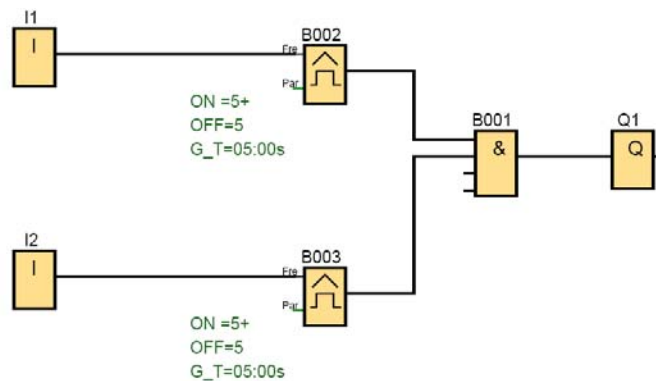 I1
I
B002
Fre
Par
ON =5+
OFF=5
G_T=05:00s
B001
&
Q1
Q
I2
I
B003
Fre
Par
ON =5+
OFF=5
G_T=05:00s